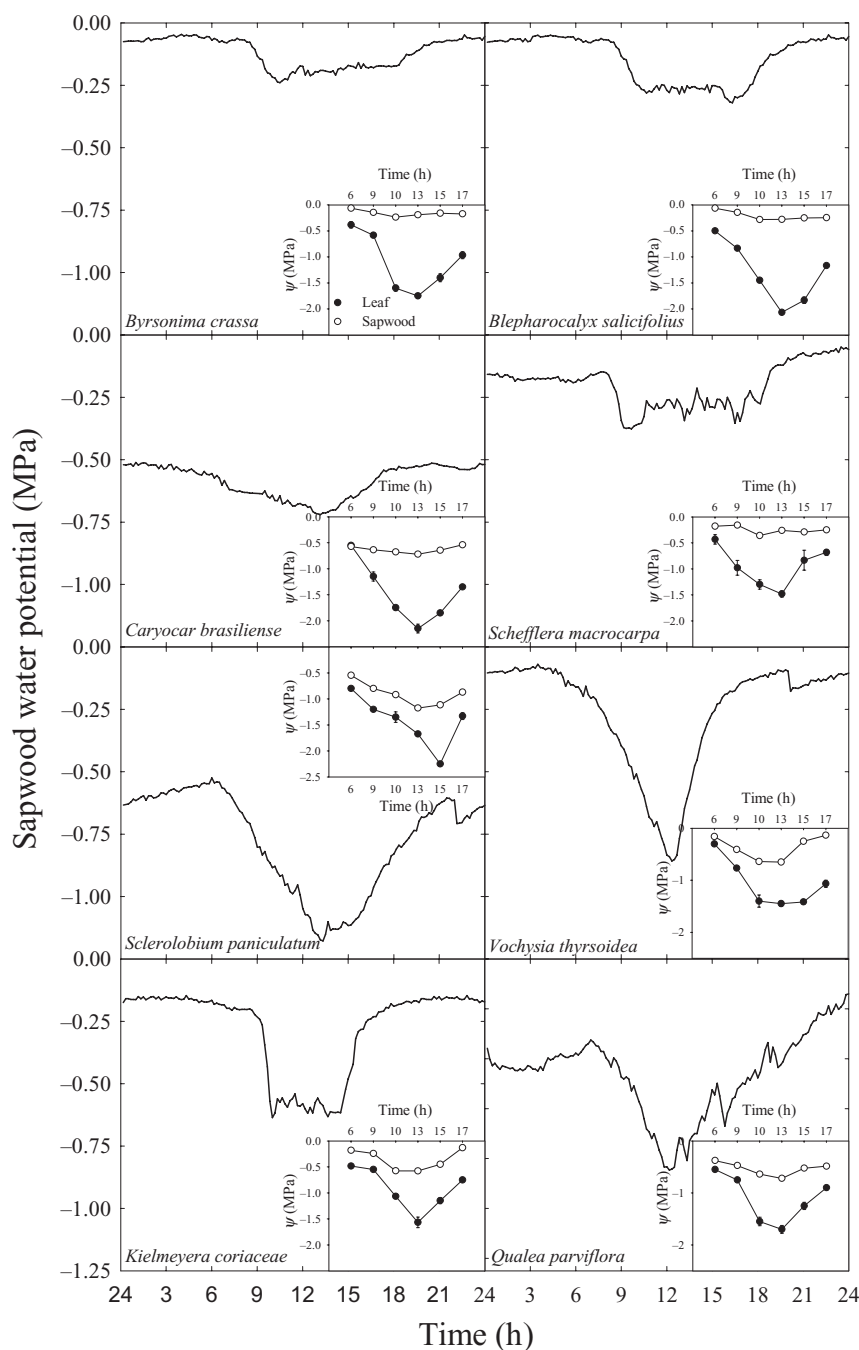 Sapwood water potential (MPa)
0.00
−0.25
−0.50
−0.75
−1.00
Time (h)
6 9 10 13 15 17
0.0
−0.5
−1.0
−1.5
−2.0
ψ (MPa)
Leaf
Sapwood
Byrsonima crassa
Time (h)
6 9 10 13 15 17
0.0
−0.5
−1.0
−1.5
−2.0
ψ (MPa)
Blepharocalyx salicifolius
0.00
−0.25
−0.50
−0.75
−1.00
Time (h)
6 9 10 13 15 17
0.0
−0.5
−1.0
−1.5
−2.0
ψ (MPa)
Caryocar brasiliense
Time (h)
6 9 10 13 15 17
0.0
−0.5
−1.0
−1.5
−2.0
ψ (MPa)
Schefflera macrocarpa
0.00
−0.25
−0.50
−0.75
−1.00
−0.5
−1.0
−1.5
−2.0
−2.5
ψ (MPa)
6 9 10 13 15 17
Time (h)
Sclerolobium paniculatum
Time (h)
6 9 10 13 15 17
0
−1
−2
ψ (MPa)
Vochysia thyrsoidea
0.00
−0.25
−0.50
−0.75
−1.00
−1.25
Time (h)
6 9 10 13 15 17
0.0
−0.5
−1.0
−1.5
−2.0
ψ (MPa)
Kielmeyera coriaceae
Time (h)
6 9 10 13 15 17
−1
−2
ψ (MPa)
Qualea parviflora
24 3 6 9 12 15 18 21 24 3 6 9 12 15 18 21 24
Time (h)